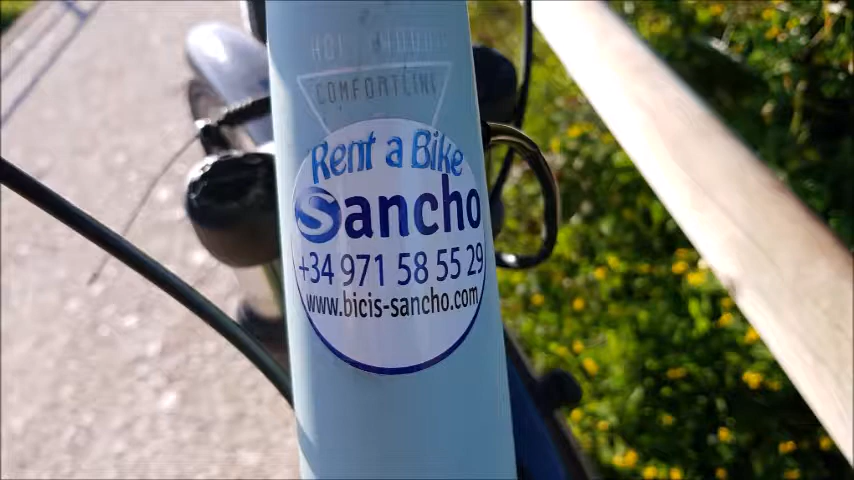 COMFORTLINE
Rent a Bike
Sancho
+34 971 58 55 29
www.bicis-sancho.com